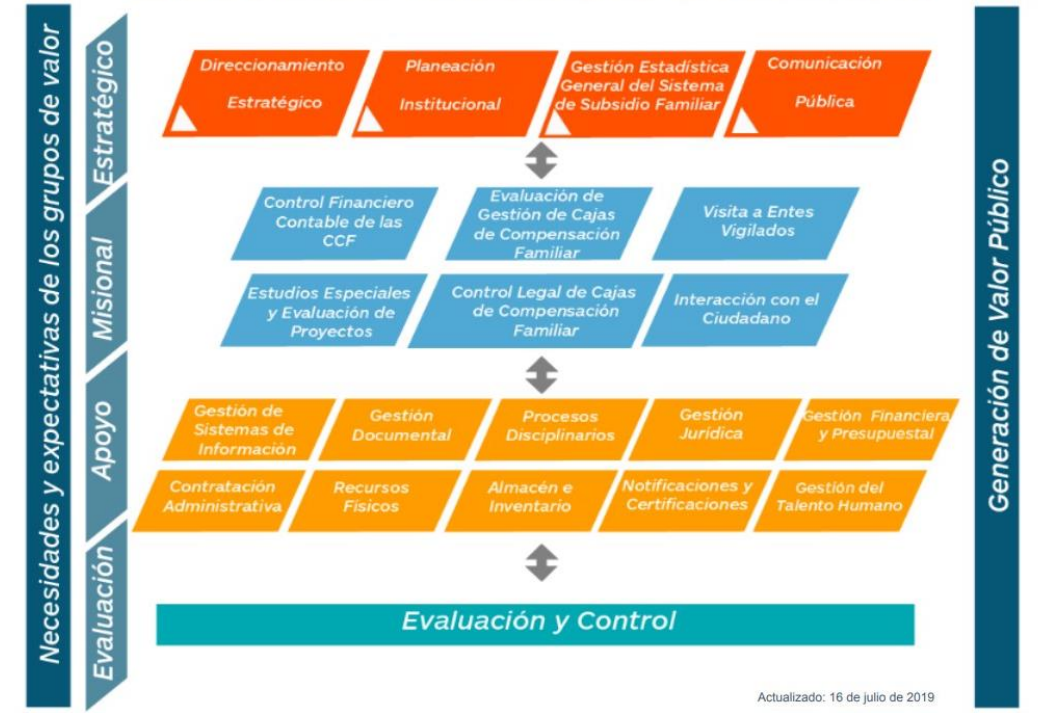 Necesidades y expectativas de los grupos de valor
Estratégico
Direccionamiento
Estratégico
Planeación
Institucional
Gestión Estadística
General del Sistema
de Subsidio Familiar
Comunicación
Pública
Misional
Control Financiero
Contable de las
CCF
Evaluación de
Gestión de Cajas
de Compensación
Familiar
Visita a Entes
Vigilados
Estudios Especiales
y Evaluación de
Proyectos
Control Legal de Cajas
de Compensación
Familiar
Interacción con el
Ciudadano
Apoyo
Gestión de
Sistemas de
Información
Gestión
Documental
Procesos
Disciplinarios
Gestión
Jurídica
Gestión Financiera
y Presupuestal
Contratación
Administrativa
Recursos
Físicos
Almacén e
Inventario
Notificaciones y
Certificaciones
Gestión del
Talento Humano
Evaluación
Evaluación y Control
Generación de Valor Público
Actualizado: 16 de julio de 2019